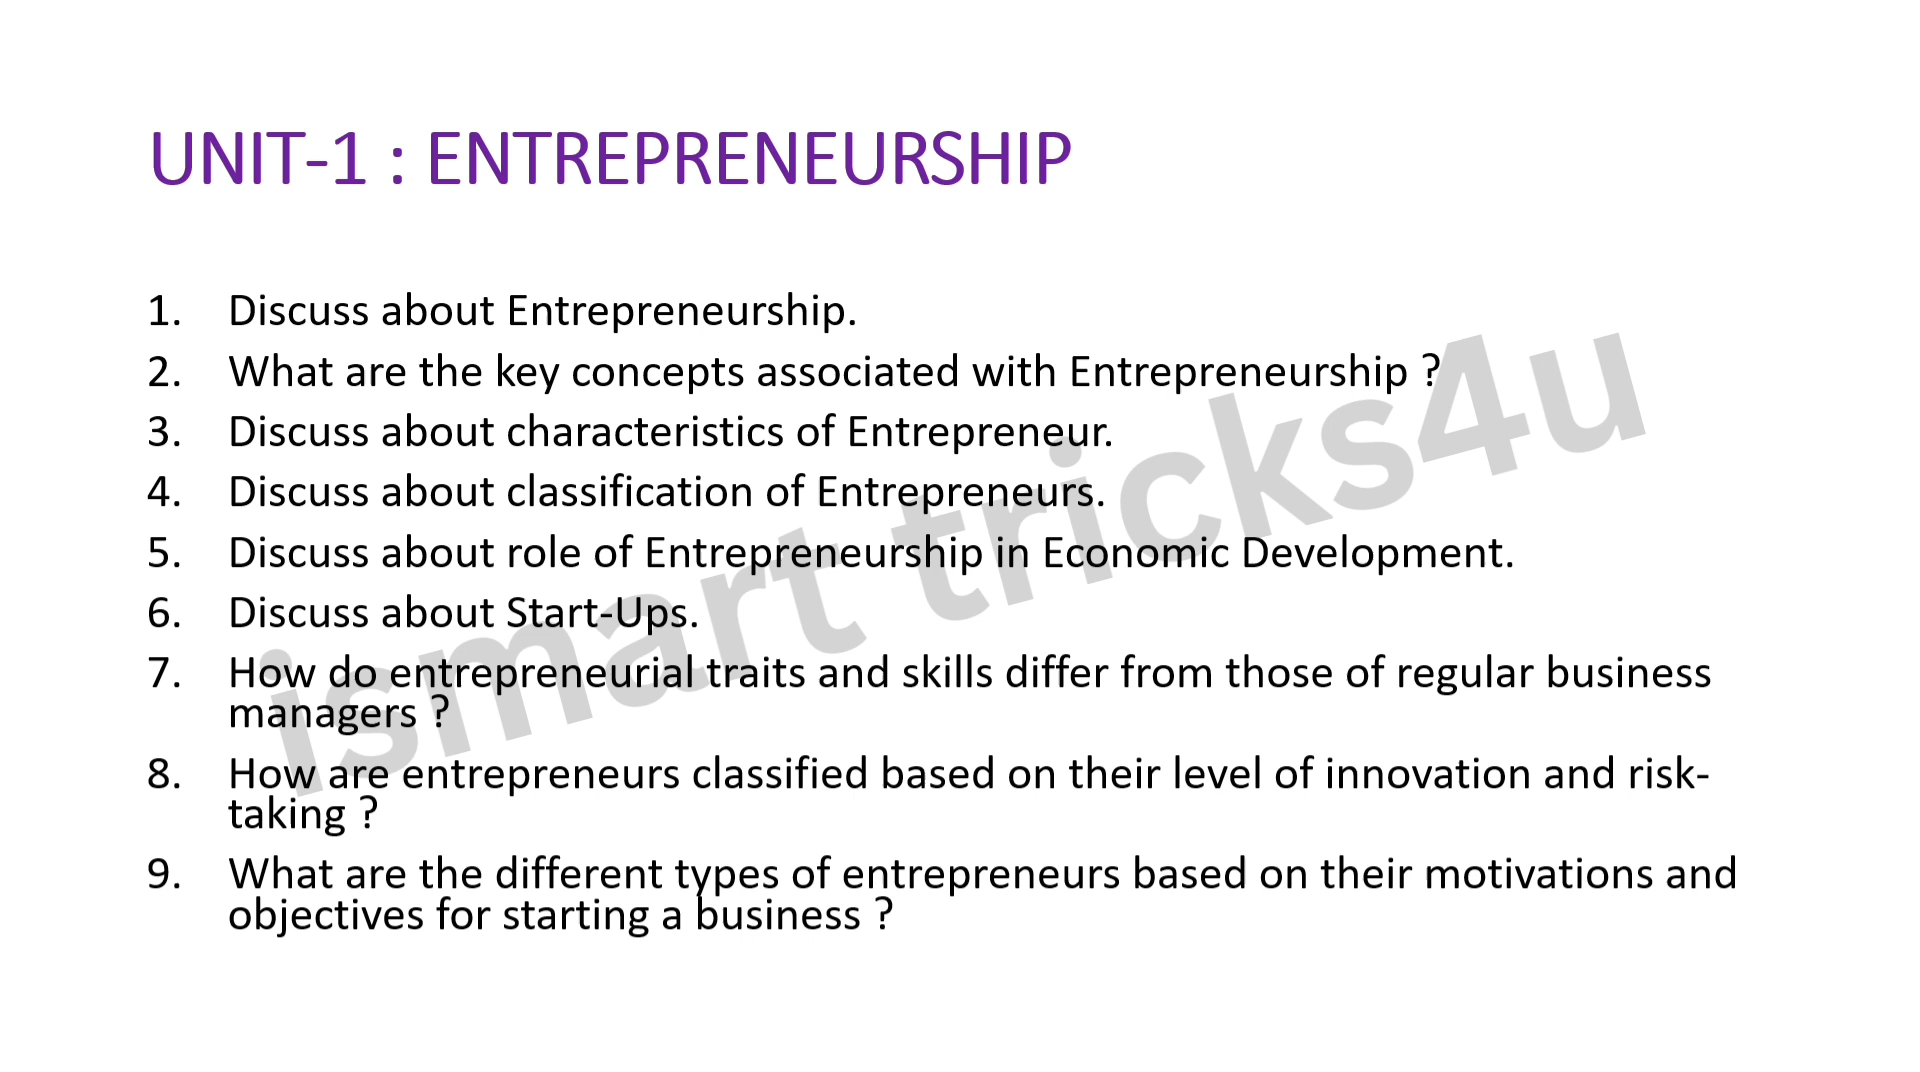 UNIT-1 : ENTREPRENEURSHIP
1. Discuss about Entrepreneurship.
2. What are the key concepts associated with Entrepreneurship ?
3. Discuss about characteristics of Entrepreneur.
4. Discuss about classification of Entrepreneurs.
5. Discuss about role of Entrepreneurship in Economic Development.
6. Discuss about Start-Ups.
7. How do entrepreneurial traits and skills differ from those of regular business
managers ?
8. How are entrepreneurs classified based on their level of innovation and risk-
taking ?
9. What are the different types of entrepreneurs based on their motivations and
objectives for starting a business ?
ismart tricks4u